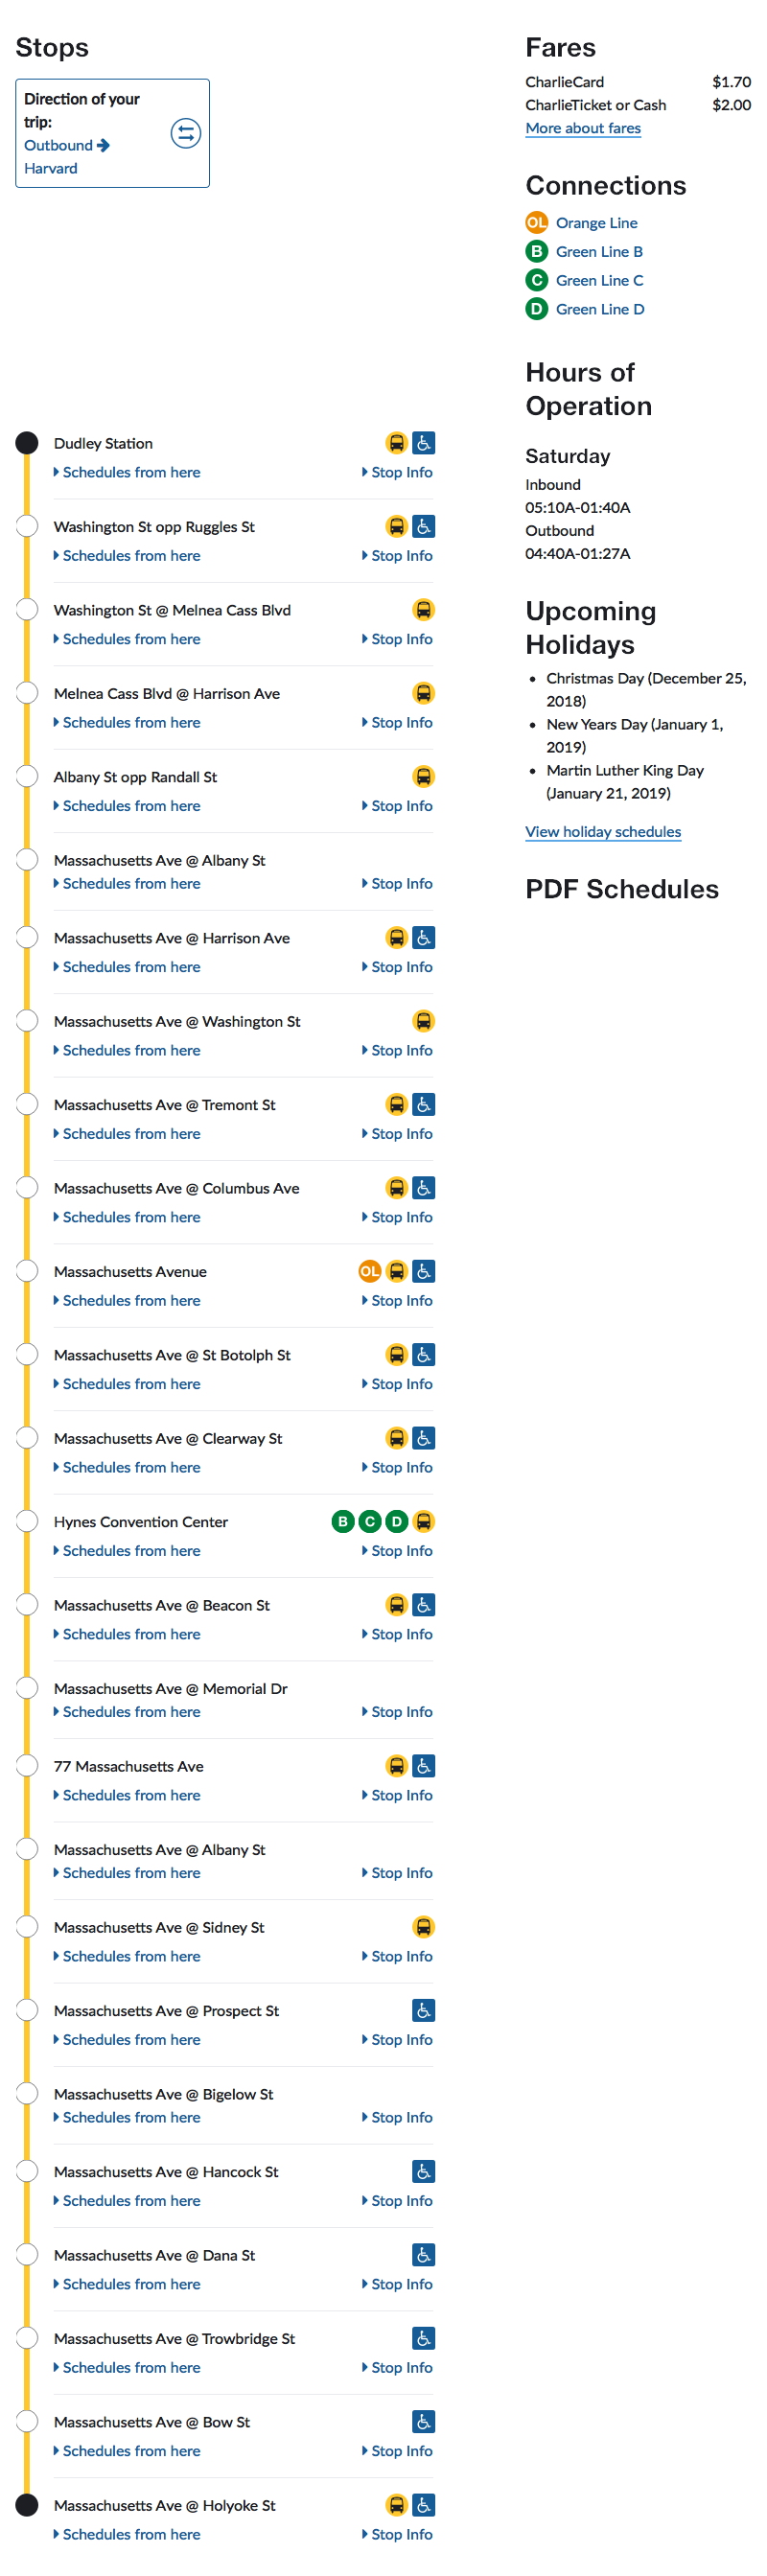 Stops
Direction of your
trip:
Outbound
Harvard
Dudley Station
Schedules from here Stop Info
Washington St opp Ruggles St
Schedules from here Stop Info
Washington St @ Melnea Cass Blvd
Schedules from here Stop Info
Melnea Cass Blvd @ Harrison Ave
Schedules from here Stop Info
Albany St opp Randall St
Schedules from here Stop Info
Massachusetts Ave @ Albany St
Schedules from here Stop Info
Massachusetts Ave @ Harrison Ave
Schedules from here Stop Info
Massachusetts Ave @ Washington St
Schedules from here Stop Info
Massachusetts Ave @ Tremont St
Schedules from here Stop Info
Massachusetts Ave @ Columbus Ave
Schedules from here Stop Info
Massachusetts Avenue OL
Schedules from here Stop Info
Massachusetts Ave @ St Botolph St
Schedules from here Stop Info
Massachusetts Ave @ Clearway St
Schedules from here Stop Info
Hynes Convention Center B C D
Schedules from here Stop Info
Massachusetts Ave @ Beacon St
Schedules from here Stop Info
Massachusetts Ave @ Memorial Dr
Schedules from here Stop Info
77 Massachusetts Ave
Schedules from here Stop Info
Massachusetts Ave @ Albany St
Schedules from here Stop Info
Massachusetts Ave @ Sidney St
Schedules from here Stop Info
Massachusetts Ave @ Prospect St
Schedules from here Stop Info
Massachusetts Ave @ Bigelow St
Schedules from here Stop Info
Massachusetts Ave @ Hancock St
Schedules from here Stop Info
Massachusetts Ave @ Dana St
Schedules from here Stop Info
Massachusetts Ave @ Trowbridge St
Schedules from here Stop Info
Massachusetts Ave @ Bow St
Schedules from here Stop Info
Massachusetts Ave @ Holyoke St
Schedules from here Stop Info
Fares
CharlieCard $1.70
CharlieTicket or Cash $2.00
More about fares
Connections
OL Orange Line
B Green Line B
C Green Line C
D Green Line D
Hours of
Operation
Saturday
Inbound
05:10A-01:40A
Outbound
04:40A-01:27A
Upcoming
Holidays
• Christmas Day (December 25,
2018)
• New Years Day (January 1,
2019)
• Martin Luther King Day
(January 21, 2019)
View holiday schedules
PDF Schedules